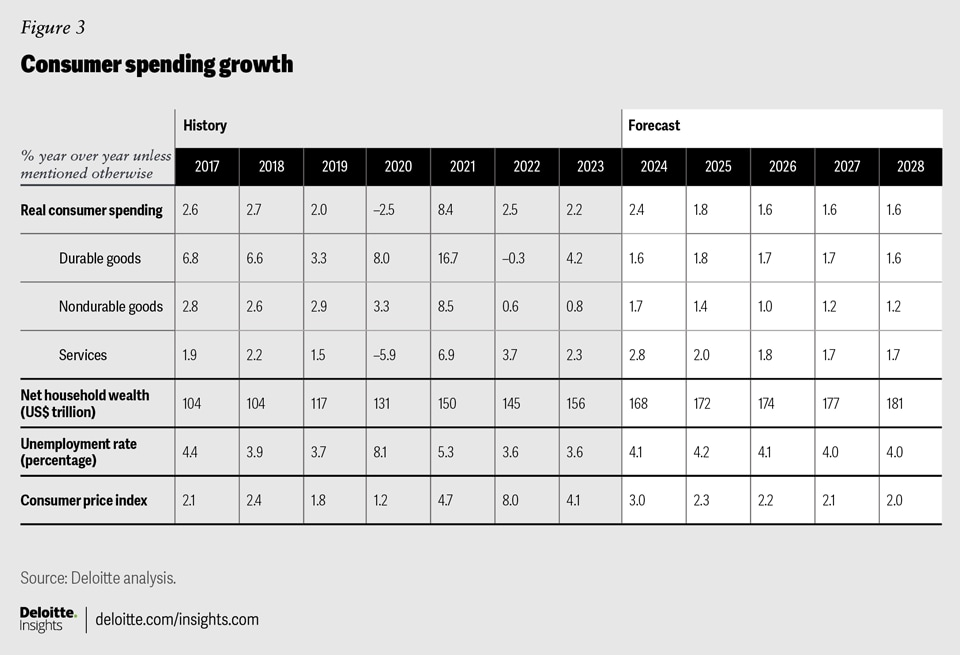 Figure 3
Consumer spending growth
History Forecast
% year over year unless
mentioned otherwise
2017 2018 2019 2020 2021 2022 2023 2024 2025 2026 2027 2028
Real consumer spending 2.6 2.7 2.0 –2.5 8.4 2.5 2.2 2.4 1.8 1.6 1.6 1.6
Durable goods 6.8 6.6 3.3 8.0 16.7 –0.3 4.2 1.6 1.8 1.7 1.7 1.6
Nondurable goods 2.8 2.6 2.9 3.3 8.5 0.6 0.8 1.7 1.4 1.0 1.2 1.2
Services 1.9 2.2 1.5 –5.9 6.9 3.7 2.3 2.8 2.0 1.8 1.7 1.7
Net household wealth
(US$ trillion) 104 104 117 131 150 145 156 168 172 174 177 181
Unemployment rate
(percentage) 4.4 3.9 3.7 8.1 5.3 3.6 3.6 4.1 4.2 4.1 4.0 4.0
Consumer price index 2.1 2.4 1.8 1.2 4.7 8.0 4.1 3.0 2.3 2.2 2.1 2.0
Source: Deloitte analysis.
Deloitte.
Insights
deloitte.com/insights.com